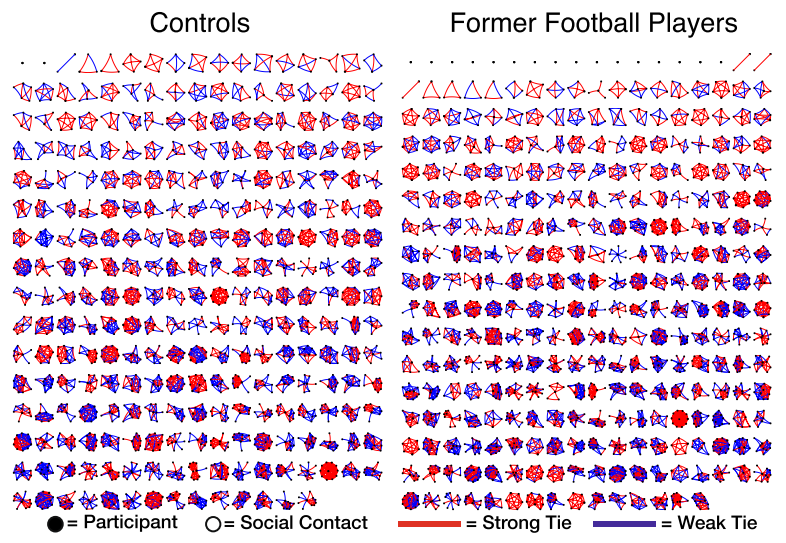 Controls
Former Football Players
= Participant
= Social Contact
= Strong Tie
= Weak Tie